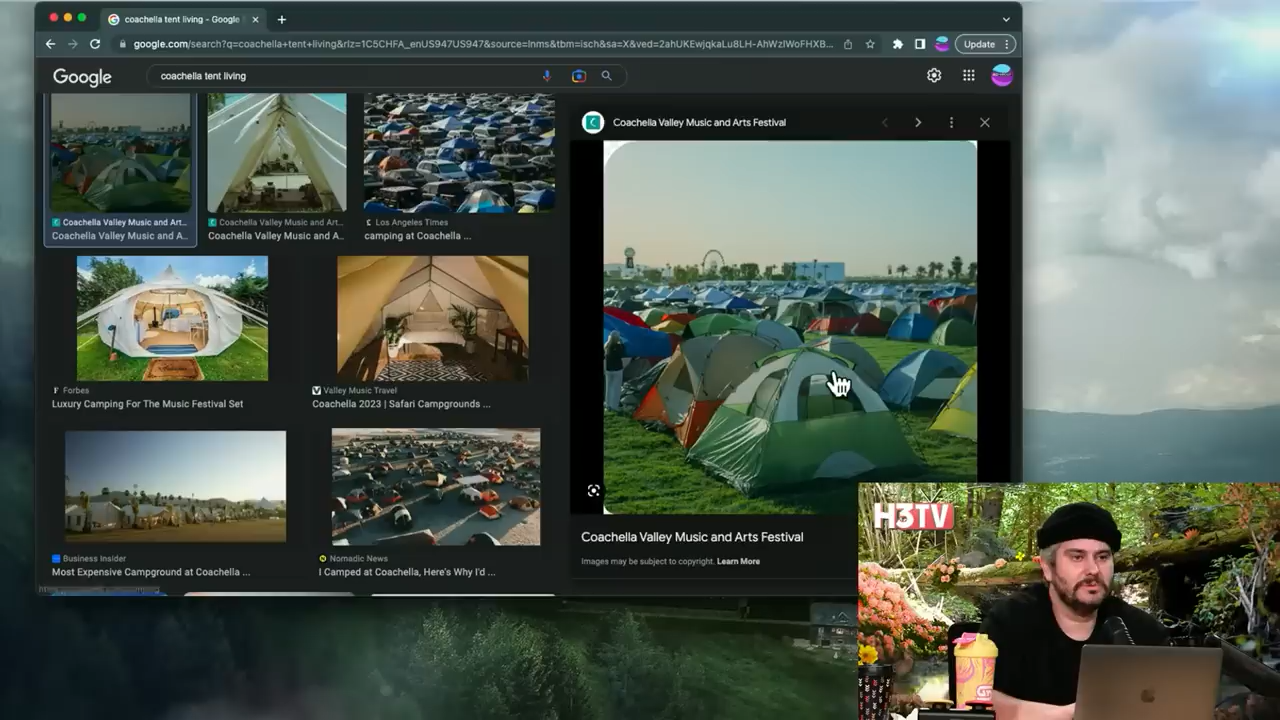 coachella tent living - Google
google.com/search?q=coachella+tent+living&rlz=1C5CHFA_enUS947US947&source=lnms&tbm=isch&sa=X&ved=2ahUKEwjqkaLu8LH-AhWzIWoFHXB...
Update
Google
coachella tent living
Coachella Valley Music and Art...
Coachella Valley Music and A...
Coachella Valley Music and Art...
Coachella Valley Music and A...
Los Angeles Times
camping at Coachella ...
Forbes
Luxury Camping For The Music Festival Set
Valley Music Travel
Coachella 2023 | Safari Campgrounds ...
Business Insider
Most Expensive Campground at Coachella ...
Nomadic News
I Camped at Coachella, Here's Why I'd ...
Coachella Valley Music and Arts Festival
Coachella Valley Music and Arts Festival
Images may be subject to copyright. Learn More
H3TV